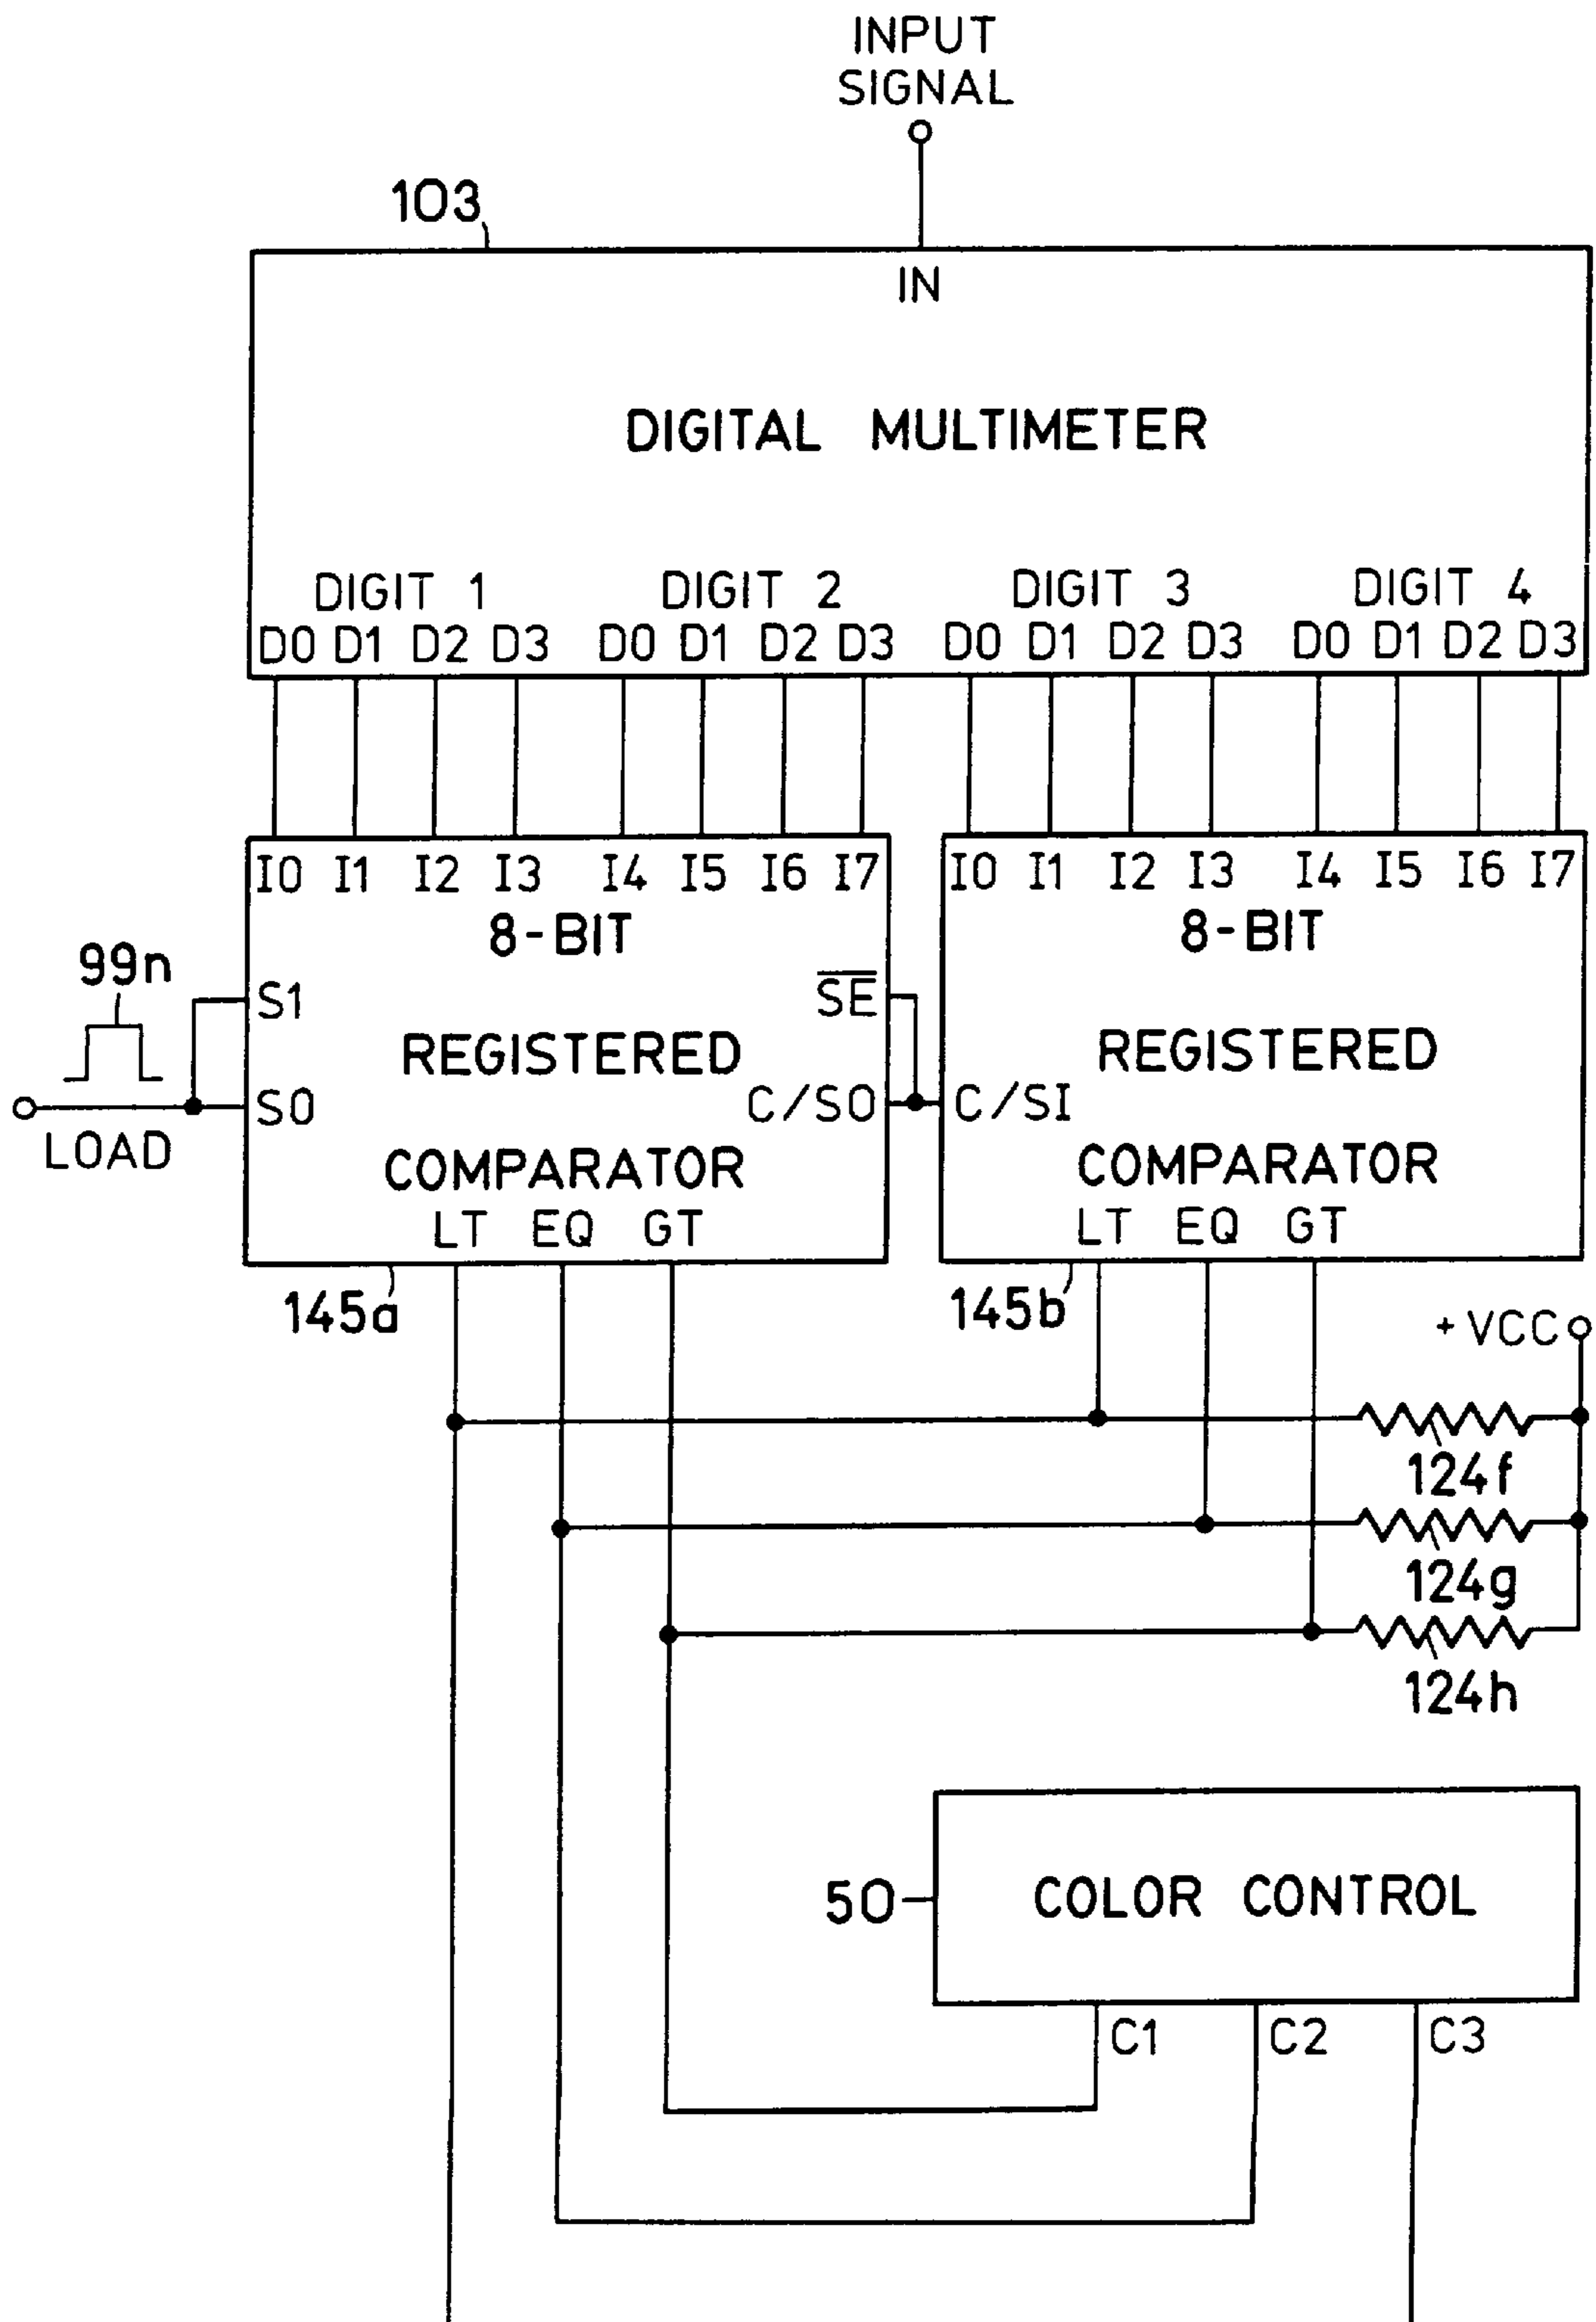 INPUT
SIGNAL
103
IN
DIGITAL MULTIMETER
DIGIT 1 DIGIT 2 DIGIT 3 DIGIT 4
D0 D1 D2 D3 D0 D1 D2 D3 D0 D1 D2 D3 D0 D1 D2 D3
I0 I1 I2 I3 I4 I5 I6 I7 I0 I1 I2 I3 I4 I5 I6 I7
8-BIT 8-BIT
99n
S1 SE
REGISTERED REGISTERED
S0 C/SO C/SI
LOAD
COMPARATOR COMPARATOR
LT EQ GT LT EQ GT
145a 145b
+VCC
124f
124g
124h
50 COLOR CONTROL
C1 C2 C3